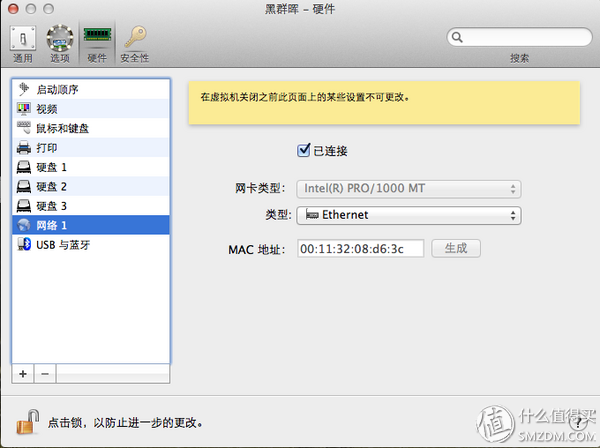 黑群晖 – 硬件
通用 选项 硬件 安全性
搜索
启动顺序
视频
鼠标和键盘
打印
硬盘 1
硬盘 2
硬盘 3
网络 1
USB 与蓝牙
在虚拟机关闭之前此页面上的某些设置不可更改。
已连接
网卡类型: Intel(R) PRO/1000 MT
类型: Ethernet
MAC 地址: 00:11:32:08:d6:3c 生成
点击锁，以防止进一步的更改。
?
值 什么值得买
SMZDM.COM